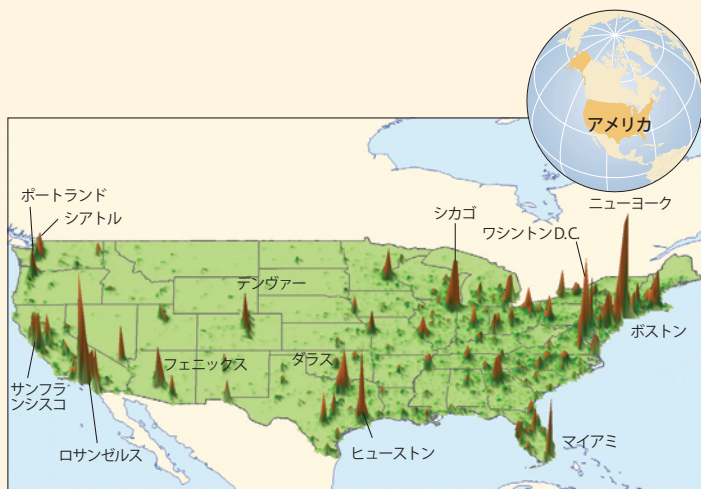 アメリカ
ニューヨーク
ポートランド
シアトル
シカゴ
ワシントンD.C.
デンヴァー
ボストン
フェニックス
ダラス
サンフラ
ンシスコ
ロサンゼルス
ヒューストン
マイアミ